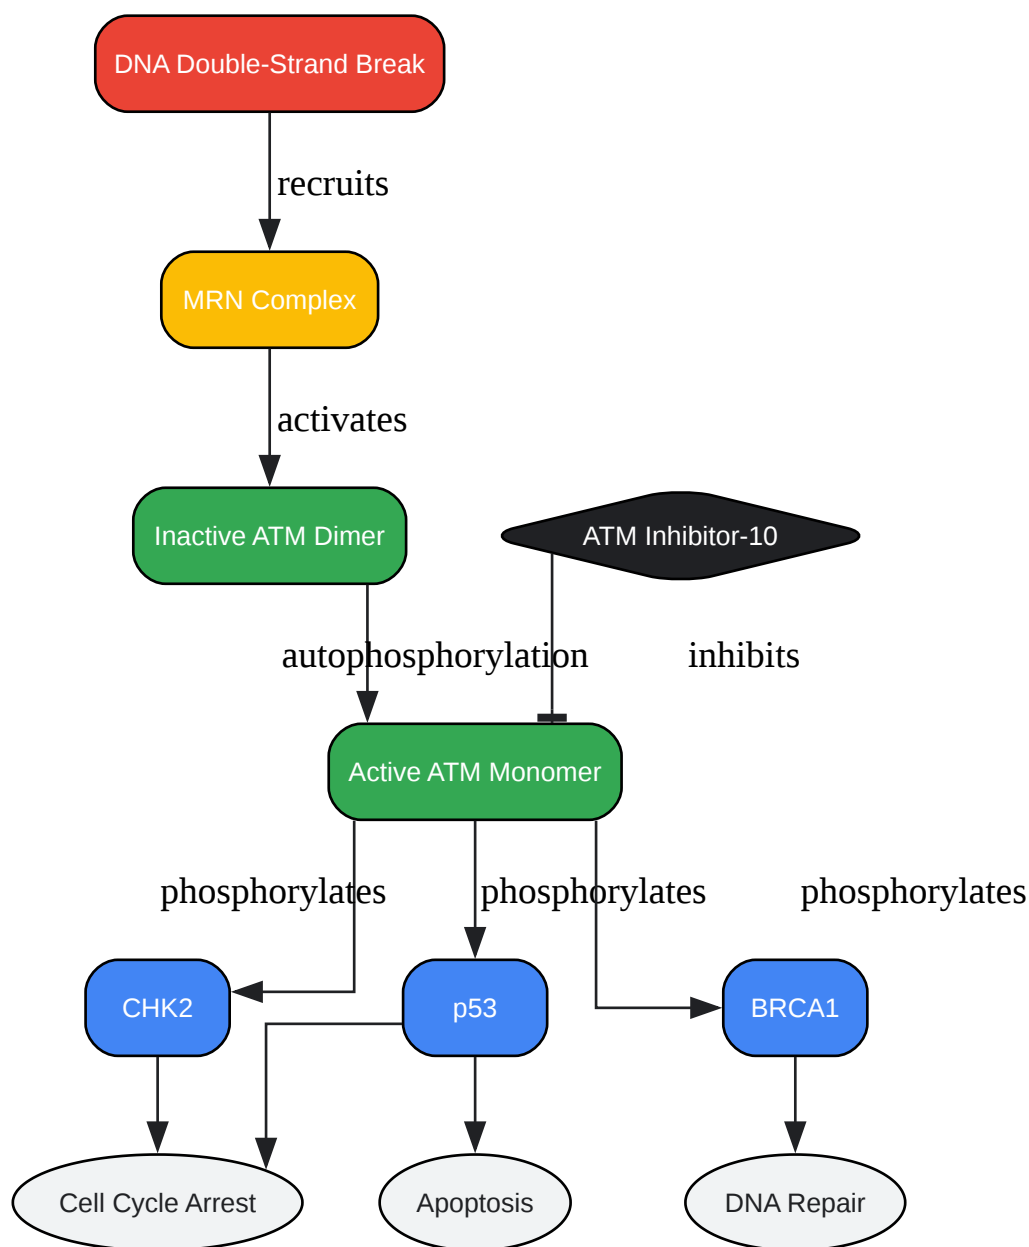 DNA Double-Strand Break
recruits
MRN Complex
activates
Inactive ATM Dimer
ATM Inhibitor-10
autophosphorylation
inhibits
Active ATM Monomer
phosphorylates
phosphorylates
phosphorylates
CHK2
p53
BRCA1
Cell Cycle Arrest
Apoptosis
DNA Repair